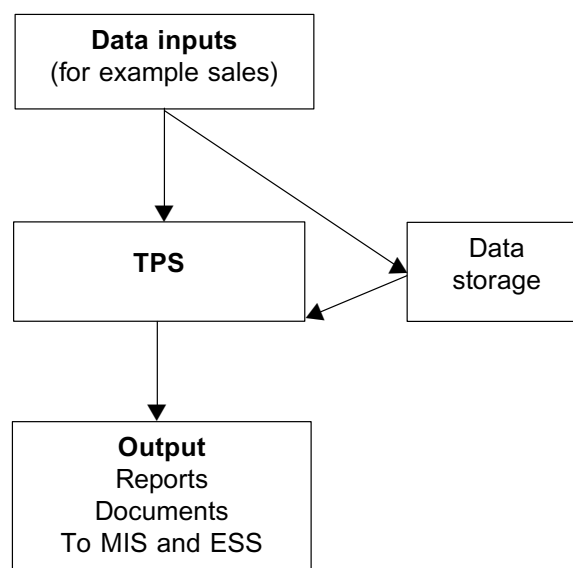 Data inputs
(for example sales)
TPS
Data
storage
Output
Reports
Documents
To MIS and ESS